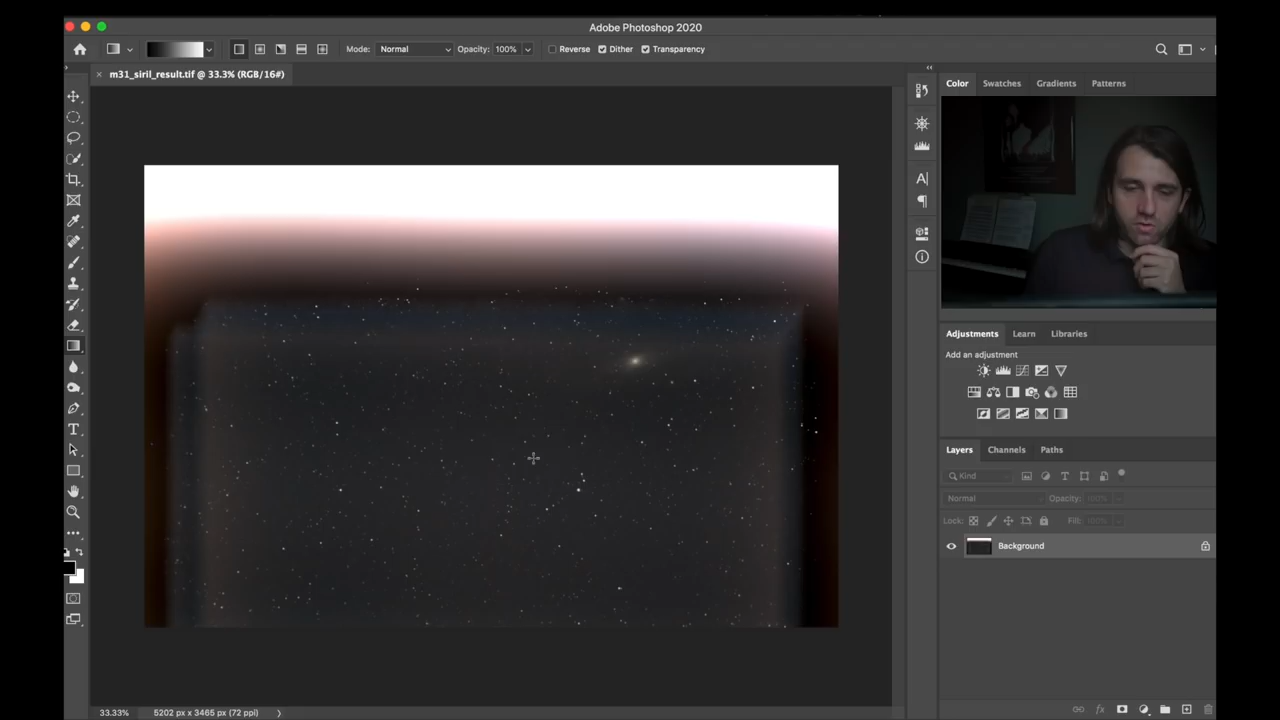 Adobe Photoshop 2020
Mode: Normal Opacity: 100% Reverse Dither Transparency
× m31_siril_result.tif @ 33.3% (RGB/16#)
Color Swatches Gradients Patterns
Adjustments Learn Libraries
Add an adjustment
Layers Channels Paths
Kind
Normal Opacity: 100%
Lock: Fill: 100%
Background
33.33% 5202 px x 3465 px (72 ppi)